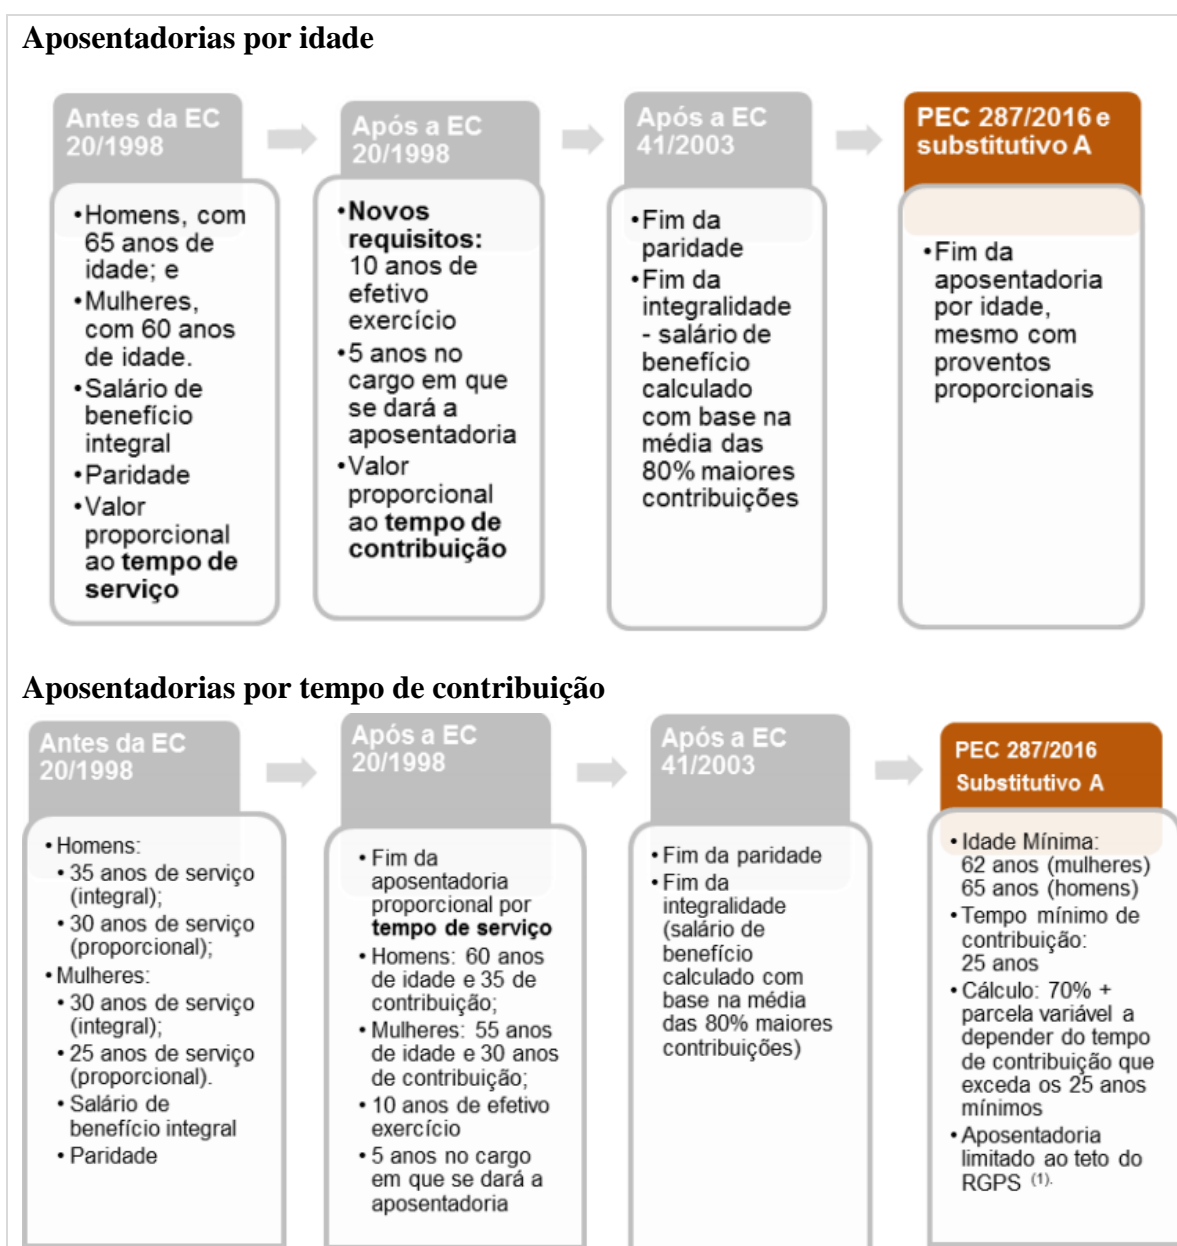 Aposentadorias por idade
Antes da EC
20/1998
•Homens, com
65 anos de
idade; e
•Mulheres,
com 60 anos
de idade.
•Salário de
benefício
integral
•Paridade
•Valor
proporcional
ao tempo de
serviço
Após a EC
20/1998
•Novos
requisitos:
10 anos de
efetivo
exercício
•5 anos no
cargo em que
se dará a
aposentadoria
•Valor
proporcional
ao tempo de
contribuição
Após a EC
41/2003
•Fim da
paridade
•Fim da
integralidade
- salário de
benefício
calculado
com base na
média das
80% maiores
contribuições
PEC 287/2016 e
substitutivo A
•Fim da
aposentadoria
por idade,
mesmo com
proventos
proporcionais
Aposentadorias por tempo de contribuição
Antes da EC
20/1998
• Homens:
• 35 anos de serviço
(integral);
• 30 anos de serviço
(proporcional);
• Mulheres:
• 30 anos de serviço
(integral);
• 25 anos de serviço
(proporcional).
• Salário de
benefício integral
• Paridade
Após a EC
20/1998
• Fim da
aposentadoria
proporcional por
tempo de serviço
• Homens: 60 anos
de idade e 35 de
contribuição;
• Mulheres: 55 anos
de idade e 30 anos
de contribuição;
• 10 anos de efetivo
exercício
• 5 anos no cargo
em que se dará a
aposentadoria
Após a EC
41/2003
• Fim da paridade
• Fim da
integralidade
(salário de
benefício
calculado com
base na média
das 80% maiores
contribuições)
PEC 287/2016
Substitutivo A
• Idade Mínima:
62 anos (mulheres)
65 anos (homens)
• Tempo mínimo de
contribuição:
25 anos
• Cálculo: 70% +
parcela variável a
depender do tempo
de contribuição que
exceda os 25 anos
mínimos
• Aposentadoria
limitado ao teto do
RGPS (1).